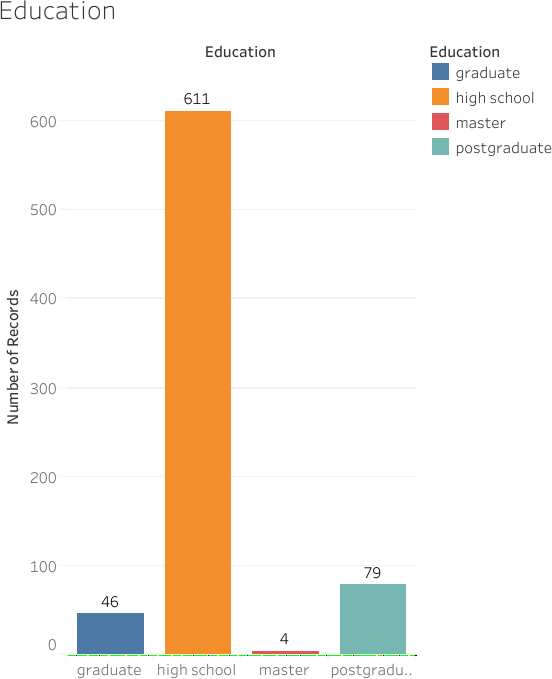 Education
Education
Education
graduate
high school
master
postgraduate
611
600
500
400
300
200
100
0
Number of Records
46
4
79
graduate
high school
master
postgradu..